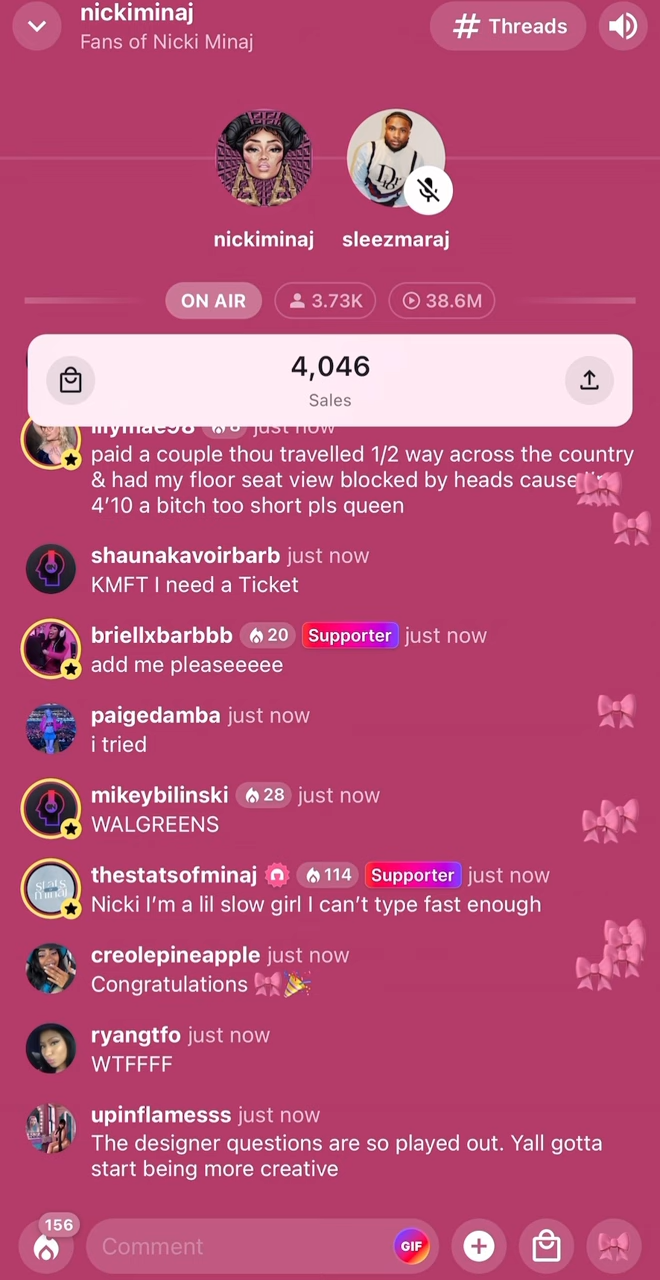 nickiminaj
Fans of Nicki Minaj
# Threads
nickiminaj
sleezmaraj
ON AIR
3.73K
38.6M
4,046
Sales
just now
paid a couple thou travelled 1/2 way across the country
& had my floor seat view blocked by heads cause
4’10 a bitch too short pls queen
shaunakavoirbarb just now
KMFT I need a Ticket
briellxbarbbb 20 Supporter just now
add me pleaseeeee
paigedamba just now
i tried
mikeybilinski 28 just now
WALGREENS
thestatsofminaj 114 Supporter just now
Nicki I’m a lil slow girl I can’t type fast enough
creolepineapple just now
Congratulations 🎀🎉
ryangtfo just now
WTFFFF
upinflamesss just now
The designer questions are so played out. Yall gotta
start being more creative
156
Comment
GIF